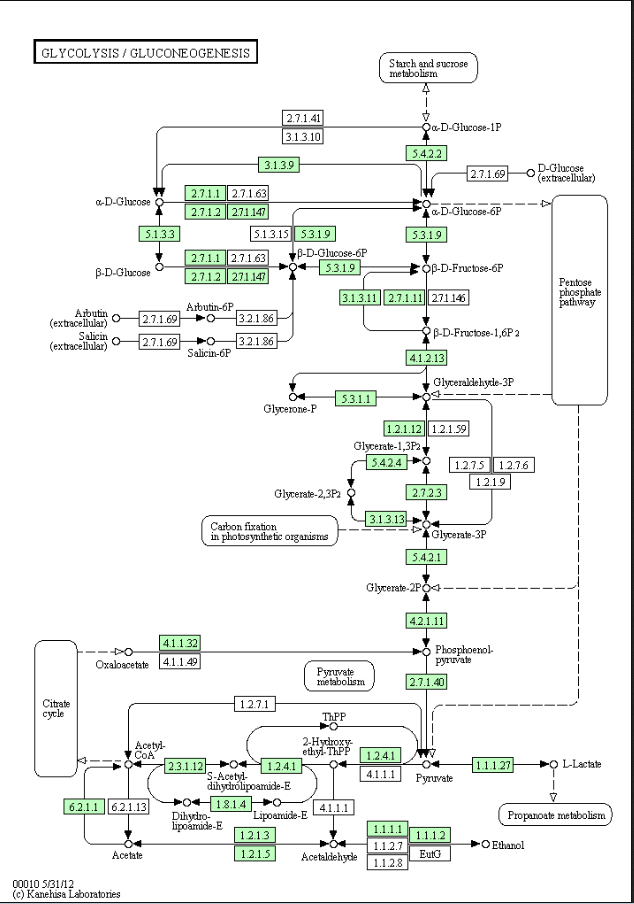 GLYCOLYSIS / GLUCONEOGENESIS
Starch and sucrose
metabolism
2.7.1.41
3.1.3.10
α-D-Glucose-1P
5.4.2.2
3.1.3.9
2.7.1.69
D-Glucose
(extracellular)
α-D-Glucose
2.7.1.1
2.7.1.63
2.7.1.2
2.7.1.147
α-D-Glucose-6P
5.1.3.3
5.1.3.15
5.3.1.9
5.3.1.9
β-D-Glucose
2.7.1.1
2.7.1.63
2.7.1.2
2.7.1.147
β-D-Glucose-6P
5.3.1.9
β-D-Fructose-6P
Pentose
phosphate
pathway
3.1.3.11
2.7.1.11
2.7.1.146
Arbutin
(extracellular)
2.7.1.69
Arbutin-6P
3.2.1.86
Salicin
(extracellular)
2.7.1.69
Salicin-6P
3.2.1.86
β-D-Fructose-1,6P2
4.1.2.13
Glyceraldehyde-3P
Glycerone-P
5.3.1.1
1.2.1.12
1.2.1.59
Glycerate-1,3P2
5.4.2.4
1.2.7.5
1.2.7.6
1.2.1.9
Glycerate-2,3P2
2.7.2.3
3.1.3.13
Carbon fixation
in photosynthetic organisms
Glycerate-3P
5.4.2.1
Glycerate-2P
4.2.1.11
4.1.1.32
4.1.1.49
Oxaloacetate
Phosphoenol-
pyruvate
Pyruvate
metabolism
2.7.1.40
Citrate
cycle
1.2.7.1
ThPP
Acetyl-
CoA
2-Hydroxy-
ethyl-ThPP
2.3.1.12
S-Acetyl-
dihydrolipoamide-E
1.2.4.1
1.2.4.1
4.1.1.1
Pyruvate
1.1.1.27
L-Lactate
6.2.1.1
6.2.1.13
1.8.1.4
Dihydro-
lipoamide-E
Lipoamide-E
4.1.1.1
Propanoate metabolism
Acetate
1.2.1.3
1.2.1.5
Acetaldehyde
1.1.1.1
1.1.1.2
1.1.2.7
EutG
1.1.2.8
Ethanol
00010 5/31/12
(c) Kanehisa Laboratories